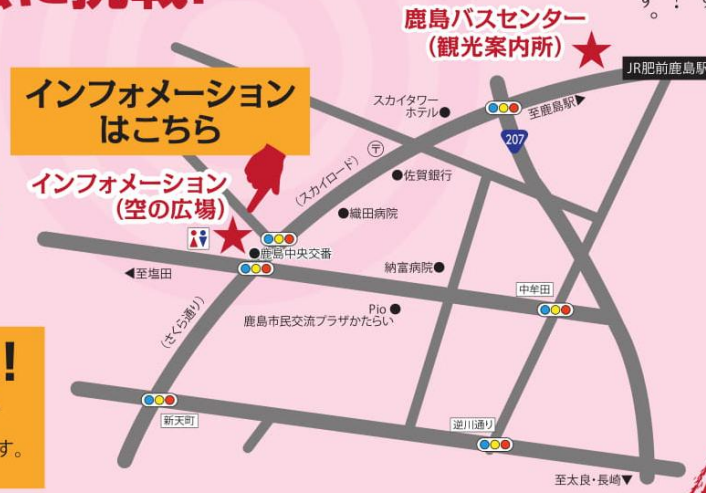 鹿島バスセンター
(観光案内所)
す。
JR肥前鹿島駅
インフォメーション
はこちら
スカイタワー
ホテル●
至鹿島駅▶
207
〒
(スカイロード)
●佐賀銀行
インフォメーション
(空の広場)
●織田病院
●鹿島中央交番
◀至塩田
納富病院●
中牟田
Pio●
鹿島市民交流プラザかたらい
(さくら通り)
!
新天町
逆川通り
す。
至太良・長崎▼